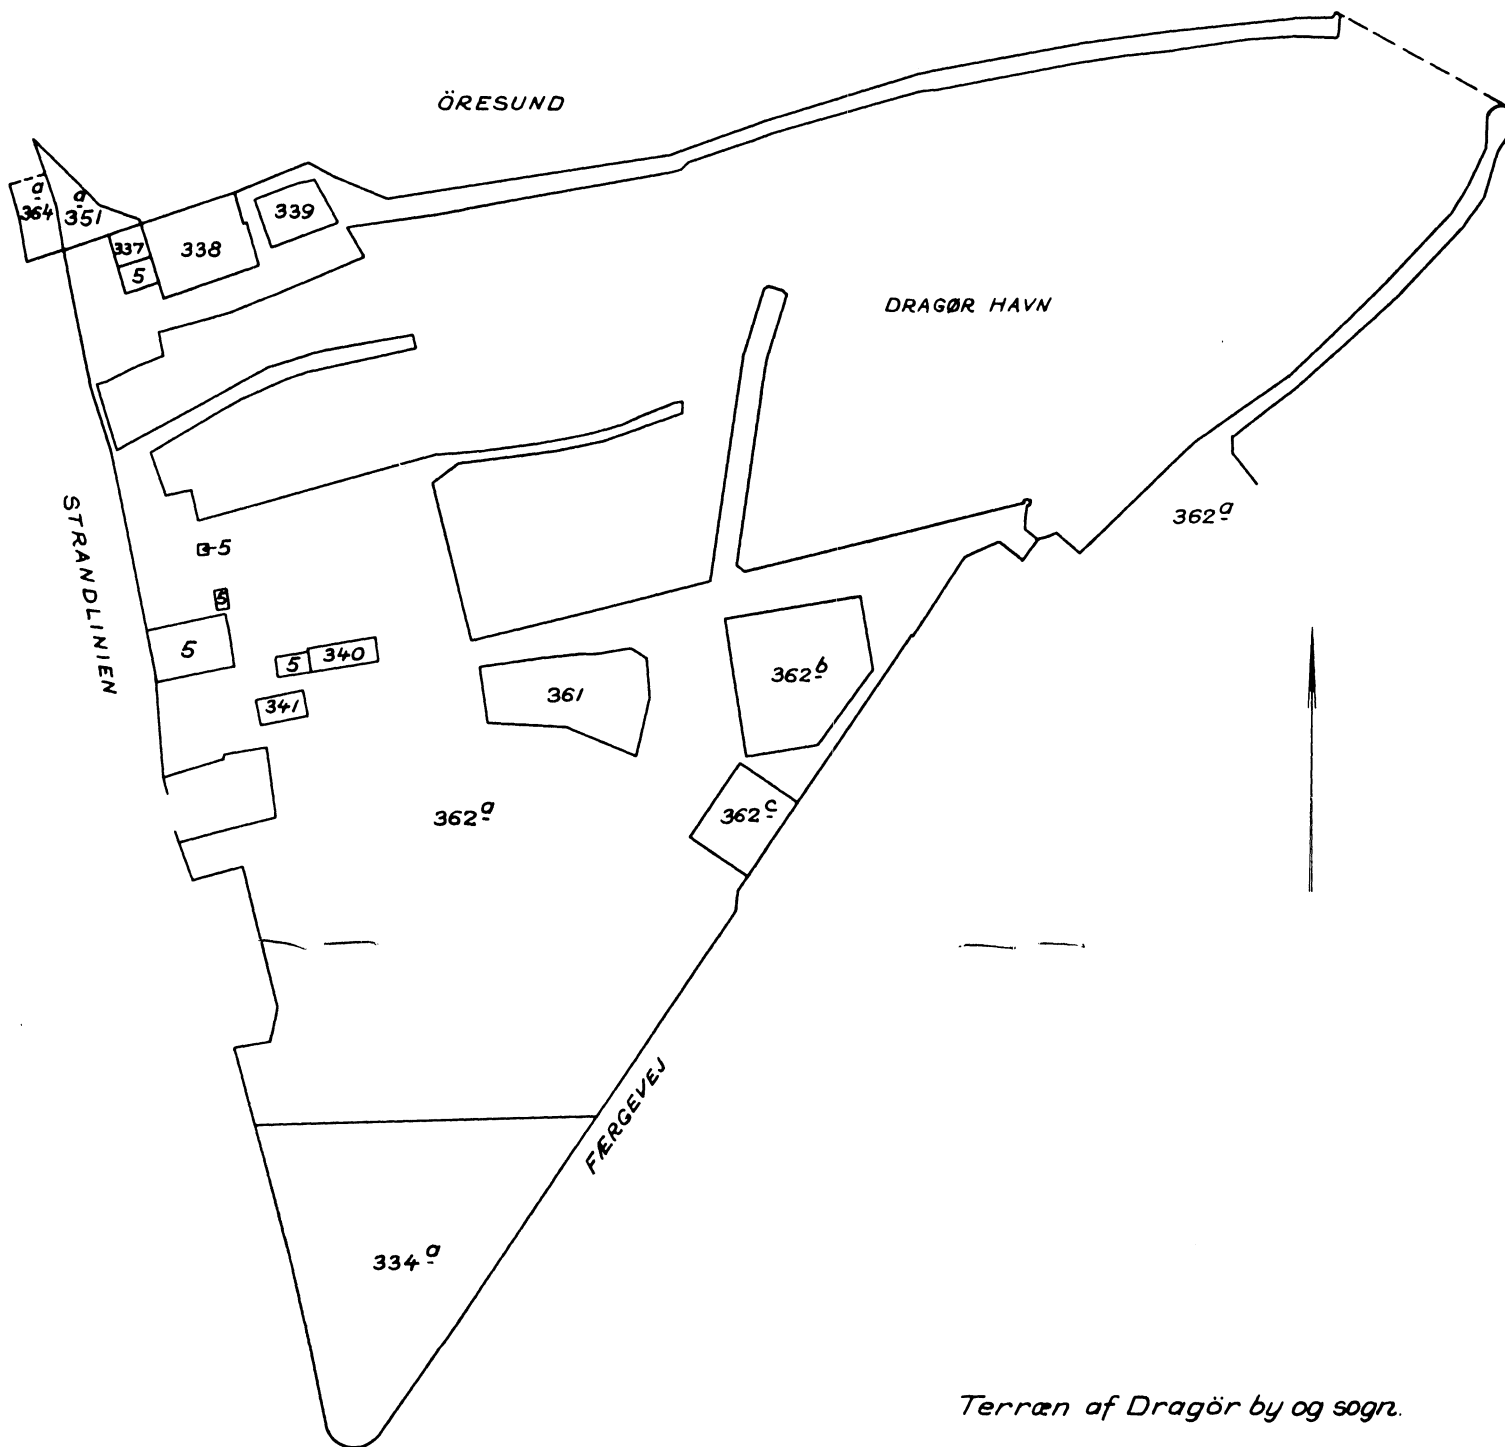 ÖRESUND
a
364
a
351
337
5
338
339
DRAGØR HAVN
STRANDLINIEN
362a
5
5
5
5
340
341
361
362b
362a
362c
FÆRGEVEJ
334a
Terræn af Dragör by og sogn.